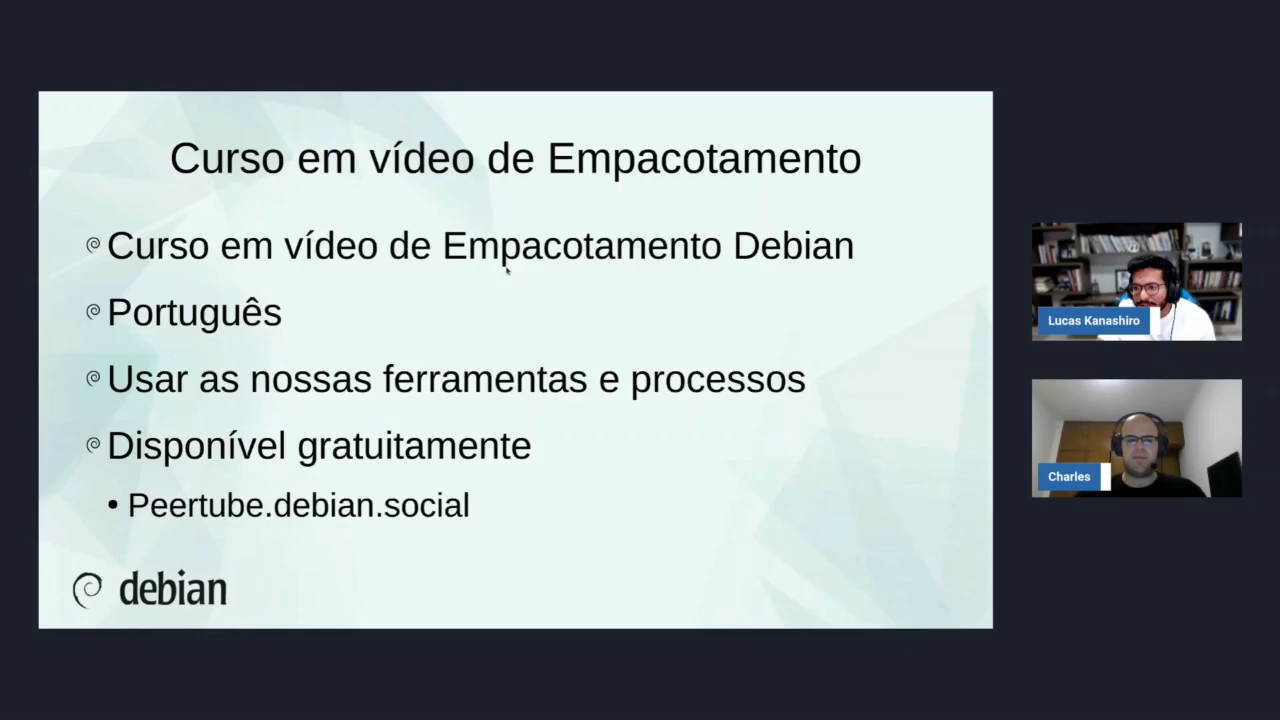 Curso em vídeo de Empacotamento
Curso em vídeo de Empacotamento Debian
Português
Usar as nossas ferramentas e processos
Disponível gratuitamente
• Peertube.debian.social
debian
Lucas Kanashiro
Charles